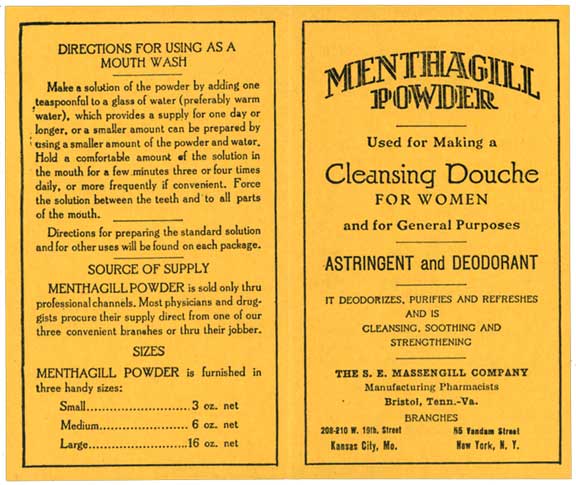 DIRECTIONS FOR USING AS A
MOUTH WASH
Make a solution of the powder by adding one
teaspoonful to a glass of water (preferably warm
water), which provides a supply for one day or
longer, or a smaller amount can be prepared by
using a smaller amount of the powder and water.
Hold a comfortable amount of the solution in
the mouth for a few minutes three or four times
daily, or more frequently if convenient. Force
the solution between the teeth and to all parts
of the mouth.
Directions for preparing the standard solution
and for other uses will be found on each package.
SOURCE OF SUPPLY
MENTHAGILL POWDER is sold only thru
professional channels. Most physicians and drug-
gists procure their supply direct from one of our
three convenient branches or thru their jobber.
SIZES
MENTHAGILL POWDER is furnished in
three handy sizes:
Small........................ 3 oz. net
Medium..................... 6 oz. net
Large.........................16 oz. net
MENTHAGILL
POWDER
Used for Making a
Cleansing Douche
FOR WOMEN
and for General Purposes
ASTRINGENT and DEODORANT
IT DEODORIZES, PURIFIES AND REFRESHES
AND IS
CLEANSING, SOOTHING AND
STRENGTHENING
THE S. E. MASSENGILL COMPANY
Manufacturing Pharmacists
Bristol, Tenn.-Va.
BRANCHES
208-210 W. 19th. Street
Kansas City, Mo.
85 Vandam Street
New York, N. Y.